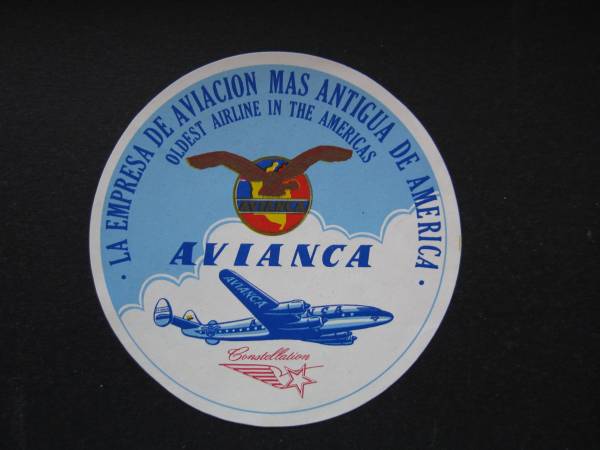 · LA EMPRESA DE AVIACION MAS ANTIGUA DE AMERICA ·
OLDEST AIRLINE IN THE AMERICAS
AVIANCA
AVIANCA
AVIANCA
Constellation